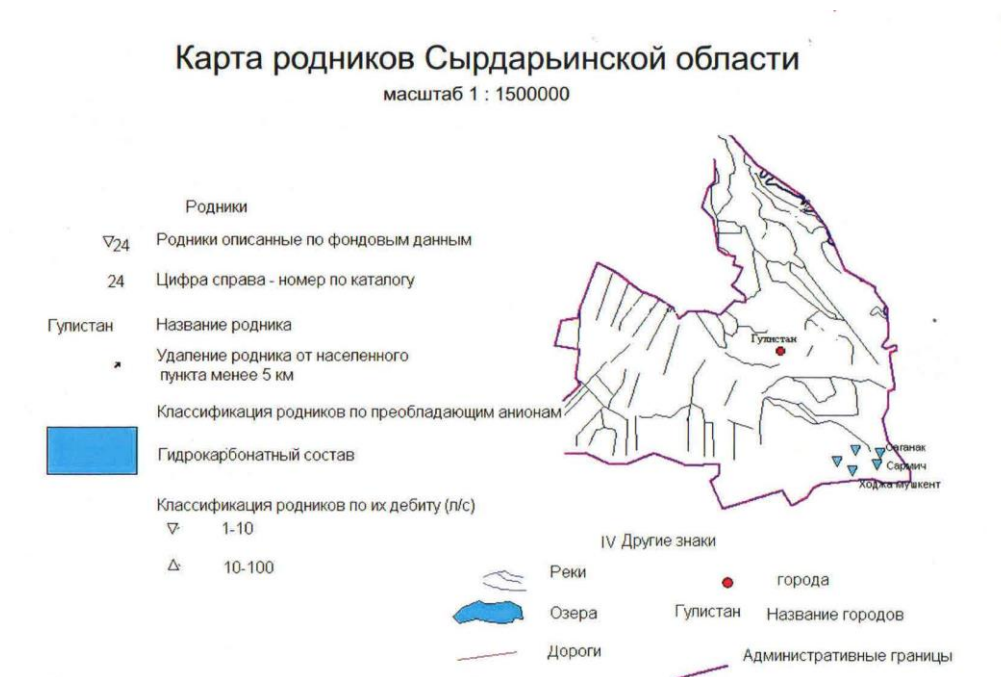 Карта родников Сырдарьинской области
масштаб 1 : 1500000
Родники
24 Родники описанные по фондовым данным
24 Цифра справа - номер по каталогу
Гулистан Название родника
Удаление родника от населенного
пункта менее 5 км
Классификация родников по преобладающим анионам
Гидрокарбонатный состав
Классификация родников по их дебиту (л/с)
1-10
10-100
Гулистан
Саганак
Сармич
Ходжа мушкент
IV Другие знаки
Реки
города
Озера
Гулистан Название городов
Дороги
Административные границы